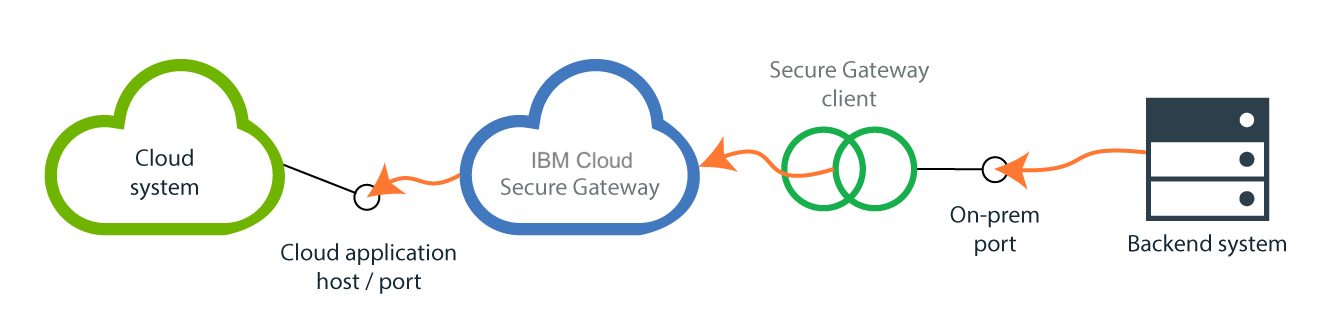 Cloud
system
Cloud application
host / port
IBM Cloud
Secure Gateway
Secure Gateway
client
On-prem
port
Backend system